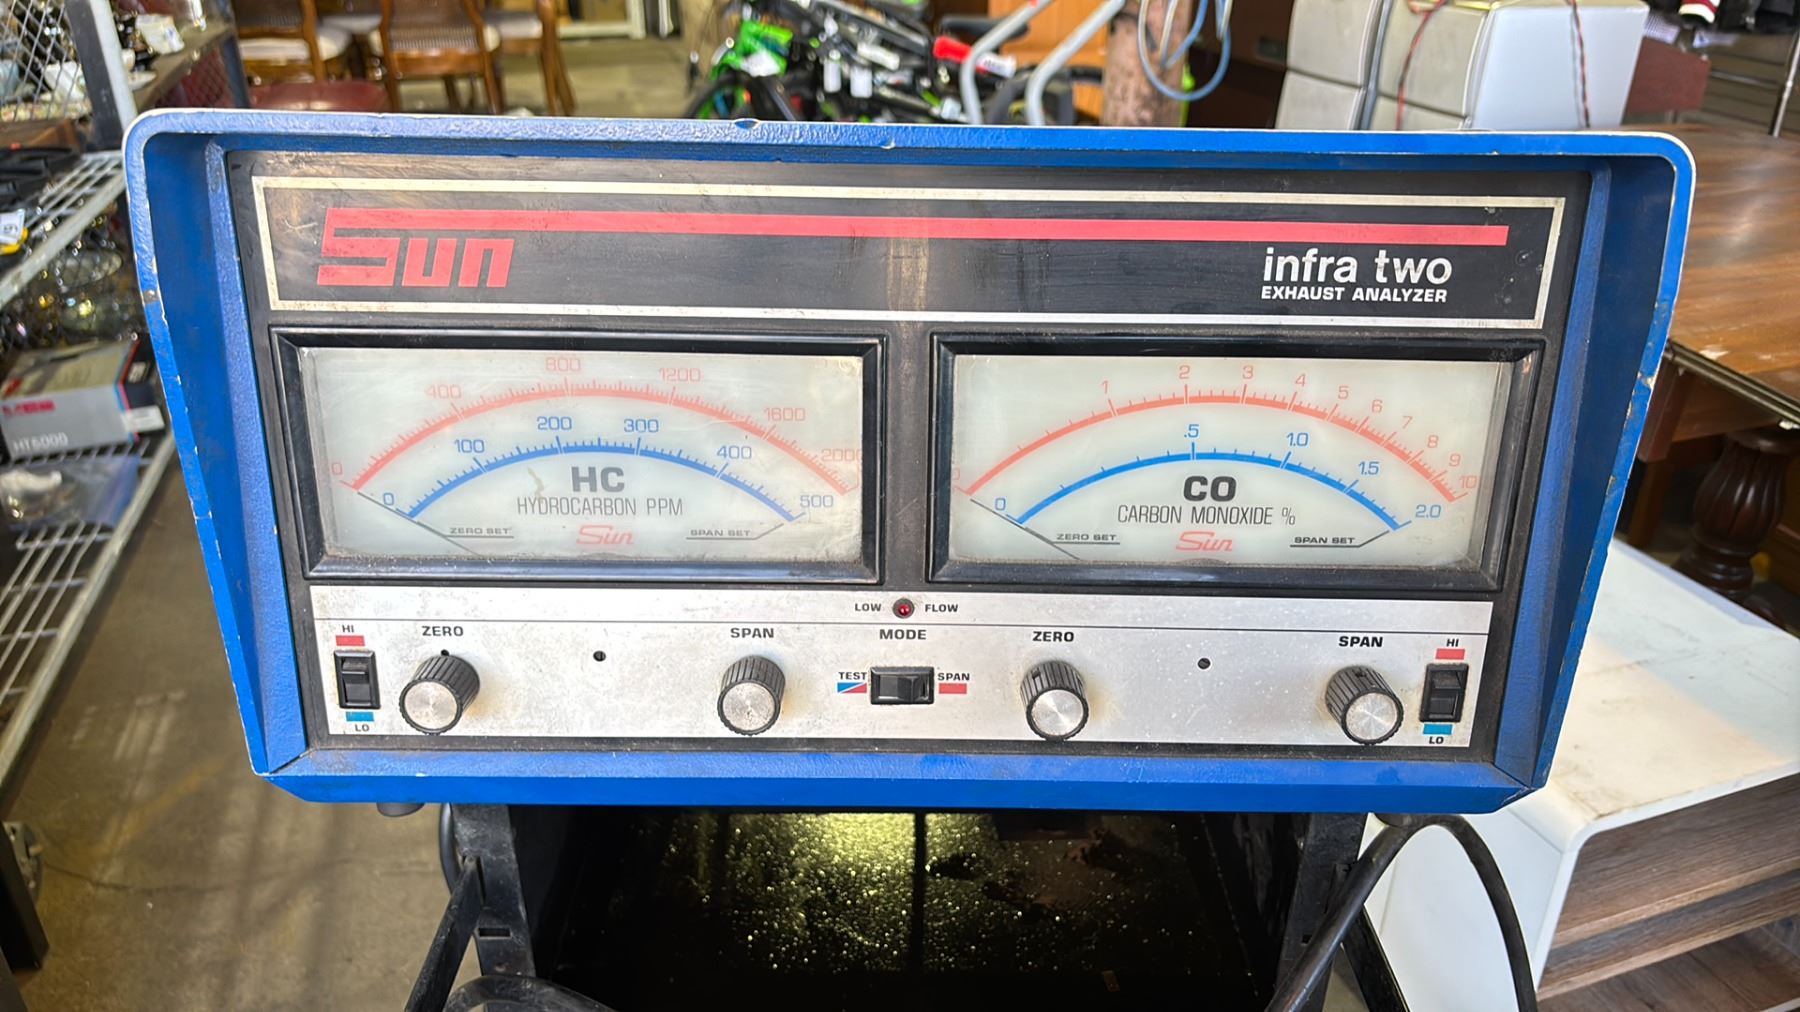 Sun
infra two
EXHAUST ANALYZER
0 400 800 1200 1600 2000
0 100 200 300 400 500
HC
HYDROCARBON PPM
ZERO SET
Sun
SPAN SET
0 1 2 3 4 5 6 7 8 9 10
0 .5 1.0 1.5 2.0
CO
CARBON MONOXIDE %
ZERO SET
Sun
SPAN SET
LOW FLOW
HI
LO
ZERO
SPAN
MODE
TEST
SPAN
ZERO
SPAN
HI
LO